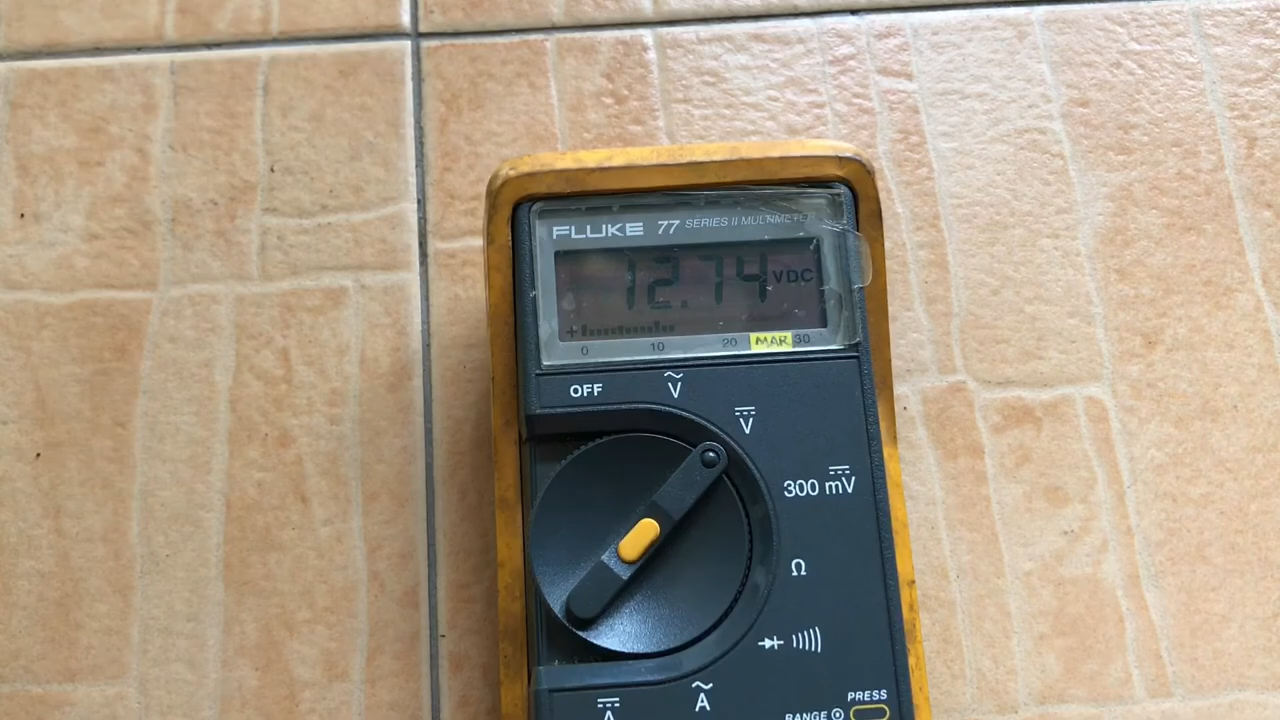 FLUKE 77 SERIES II MULTIMETER
12.74 VDC
+
0 10 20 MAR 30
OFF
Ṽ
V
300 mV
Ω
A
Ã
PRESS
RANGE